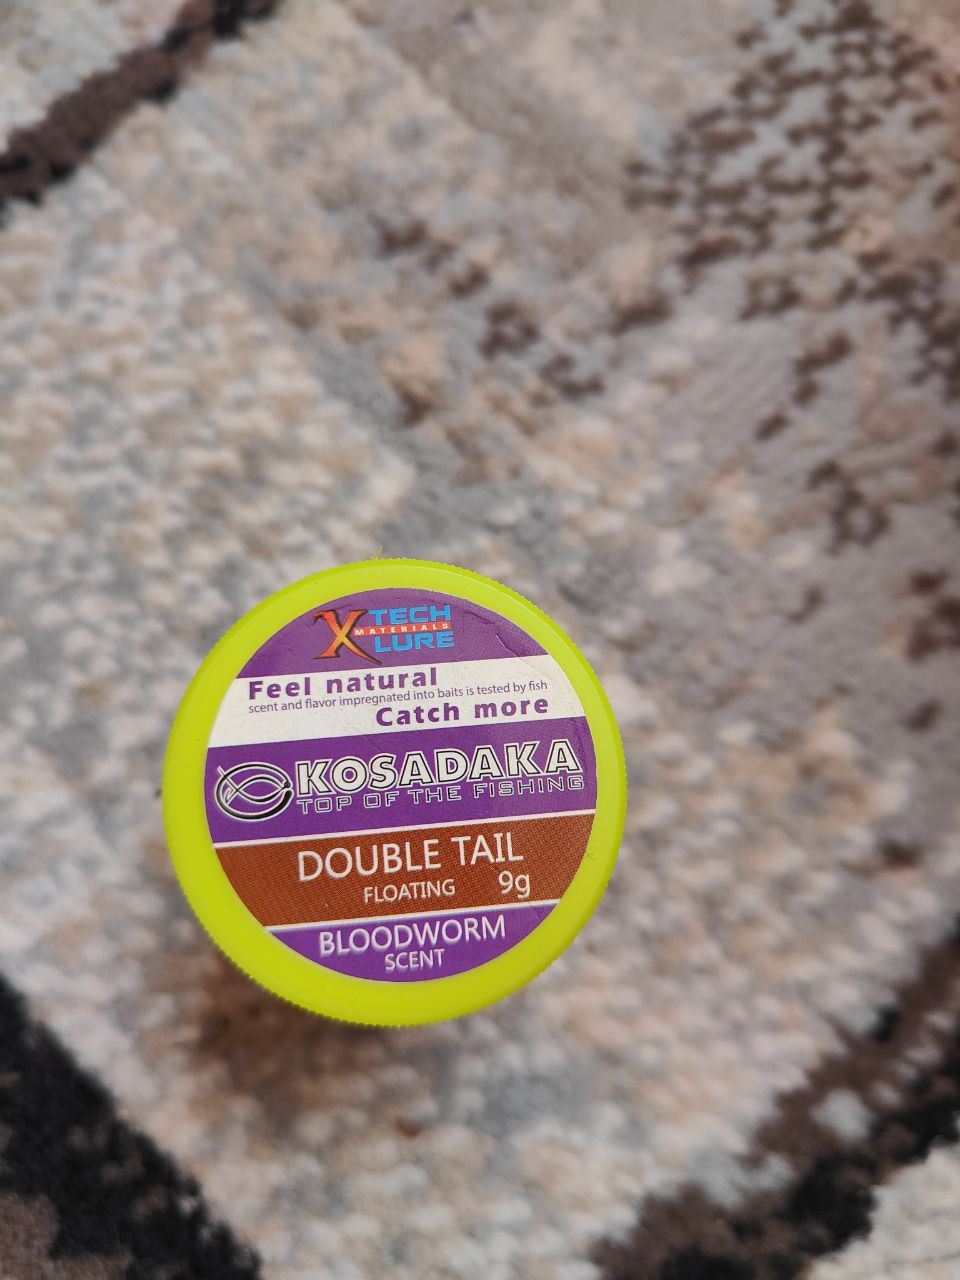 X TECH
MATERIALS
LURE
Feel natural
scent and flavor impregnated into baits is tested by fish
Catch more
KOSADAKA
TOP OF THE FISHING
DOUBLE TAIL
FLOATING 9g
BLOODWORM
SCENT